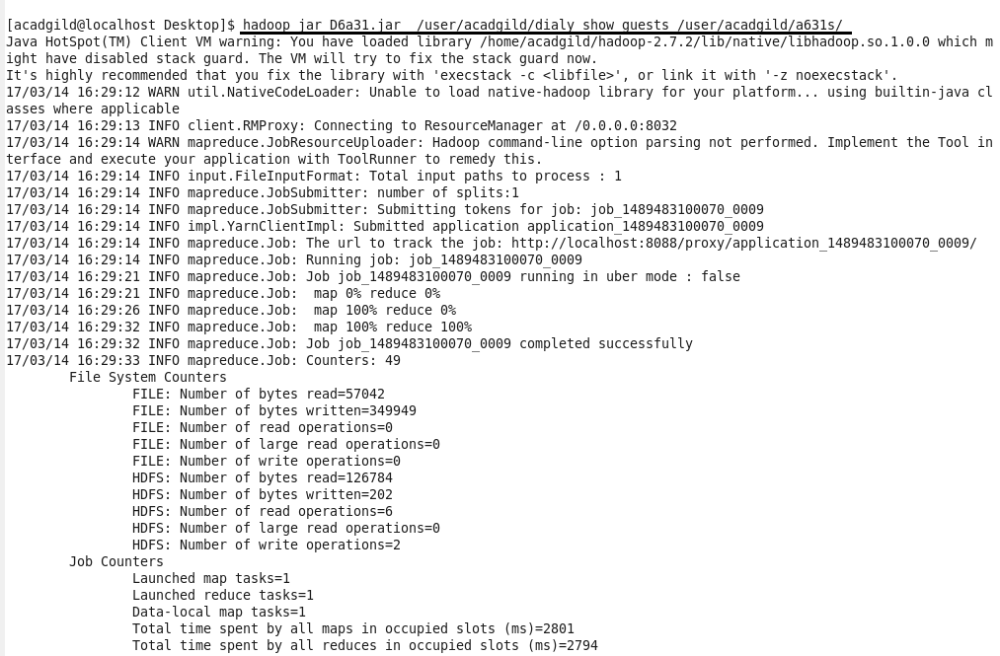 [acadgild@localhost Desktop]$ hadoop jar D6a31.jar  /user/acadgild/dialy_show_guests /user/acadgild/a631s/
Java HotSpot(TM) Client VM warning: You have loaded library /home/acadgild/hadoop-2.7.2/lib/native/libhadoop.so.1.0.0 which m
ight have disabled stack guard. The VM will try to fix the stack guard now.
It's highly recommended that you fix the library with 'execstack -c <libfile>', or link it with '-z noexecstack'.
17/03/14 16:29:12 WARN util.NativeCodeLoader: Unable to load native-hadoop library for your platform... using builtin-java cl
asses where applicable
17/03/14 16:29:13 INFO client.RMProxy: Connecting to ResourceManager at /0.0.0.0:8032
17/03/14 16:29:14 WARN mapreduce.JobResourceUploader: Hadoop command-line option parsing not performed. Implement the Tool in
terface and execute your application with ToolRunner to remedy this.
17/03/14 16:29:14 INFO input.FileInputFormat: Total input paths to process : 1
17/03/14 16:29:14 INFO mapreduce.JobSubmitter: number of splits:1
17/03/14 16:29:14 INFO mapreduce.JobSubmitter: Submitting tokens for job: job_1489483100070_0009
17/03/14 16:29:14 INFO impl.YarnClientImpl: Submitted application application_1489483100070_0009
17/03/14 16:29:14 INFO mapreduce.Job: The url to track the job: http://localhost:8088/proxy/application_1489483100070_0009/
17/03/14 16:29:14 INFO mapreduce.Job: Running job: job_1489483100070_0009
17/03/14 16:29:21 INFO mapreduce.Job: Job job_1489483100070_0009 running in uber mode : false
17/03/14 16:29:21 INFO mapreduce.Job:  map 0% reduce 0%
17/03/14 16:29:26 INFO mapreduce.Job:  map 100% reduce 0%
17/03/14 16:29:32 INFO mapreduce.Job:  map 100% reduce 100%
17/03/14 16:29:32 INFO mapreduce.Job: Job job_1489483100070_0009 completed successfully
17/03/14 16:29:33 INFO mapreduce.Job: Counters: 49
File System Counters
FILE: Number of bytes read=57042
FILE: Number of bytes written=349949
FILE: Number of read operations=0
FILE: Number of large read operations=0
FILE: Number of write operations=0
HDFS: Number of bytes read=126784
HDFS: Number of bytes written=202
HDFS: Number of read operations=6
HDFS: Number of large read operations=0
HDFS: Number of write operations=2
Job Counters
Launched map tasks=1
Launched reduce tasks=1
Data-local map tasks=1
Total time spent by all maps in occupied slots (ms)=2801
Total time spent by all reduces in occupied slots (ms)=2794